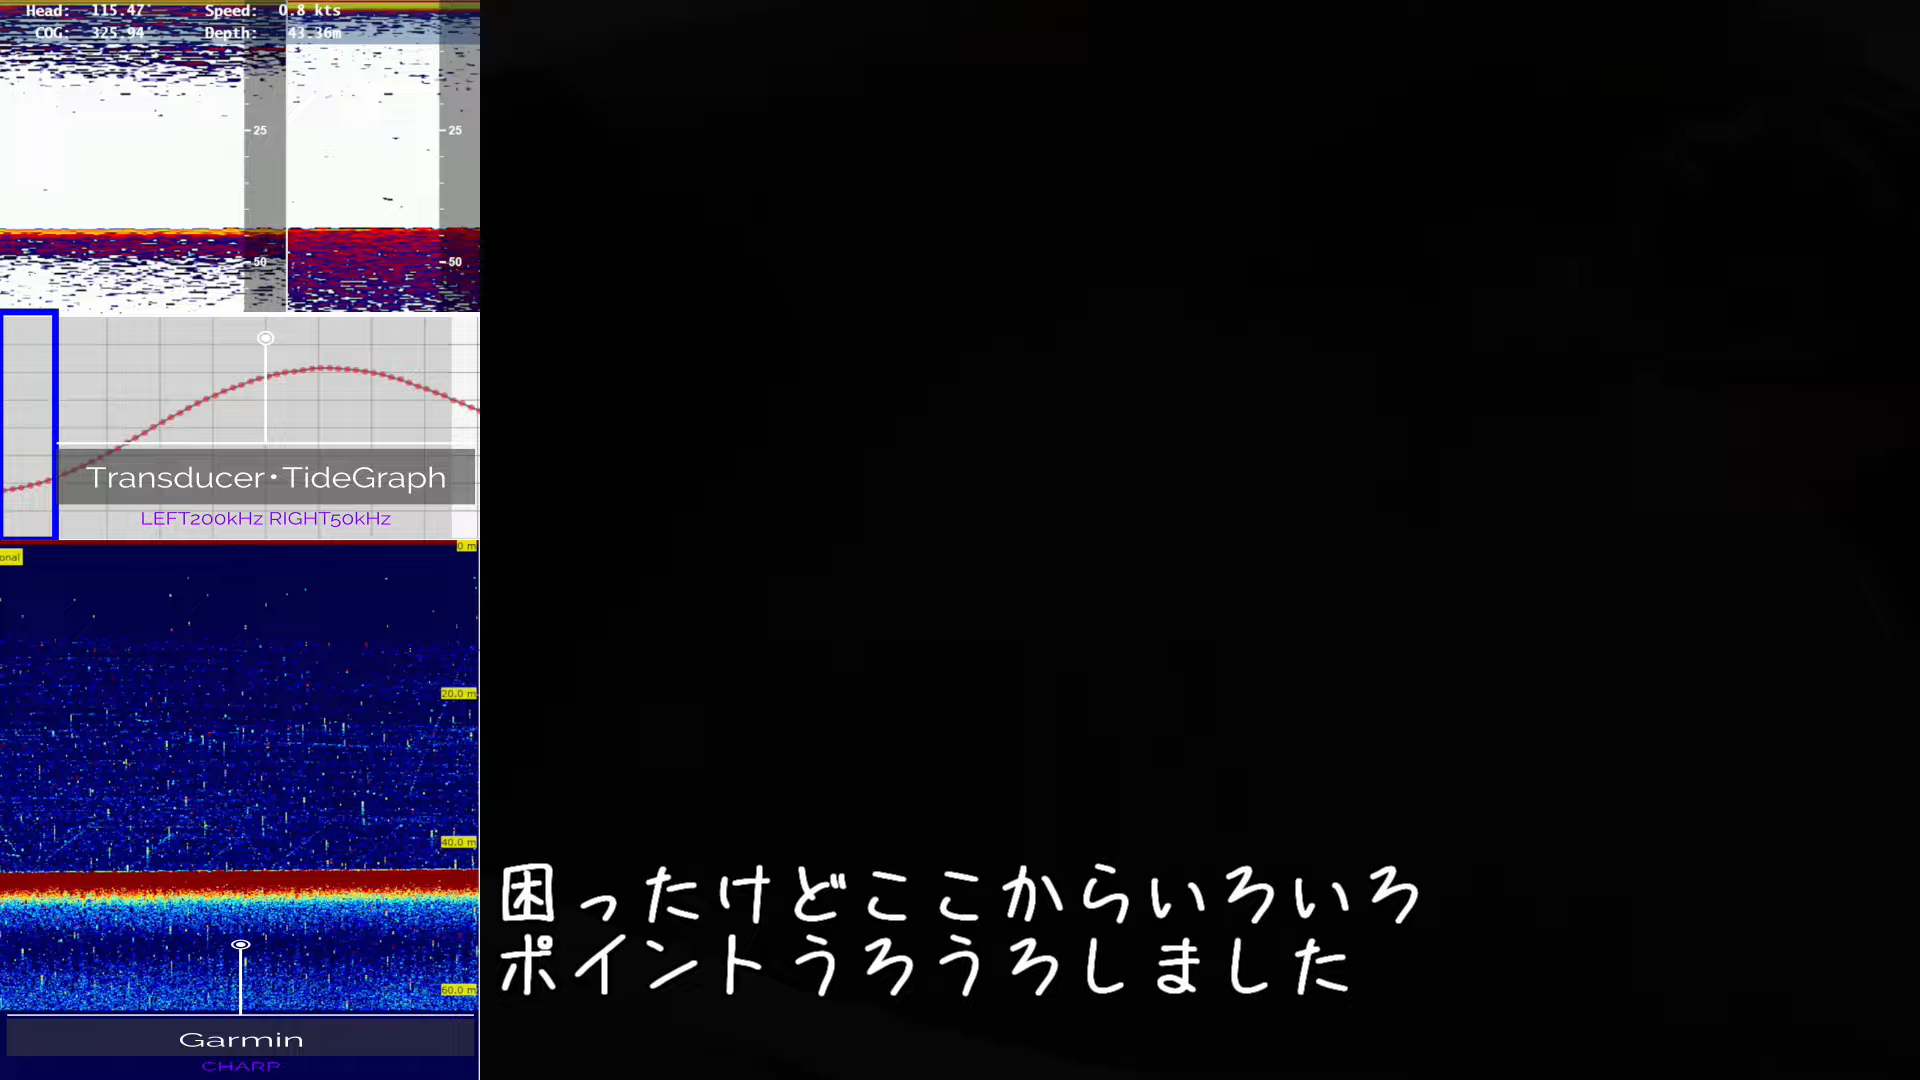 Head: 115.47° Speed: 0.8 kts
COG: 325.94° Depth: 43.36m
25
25
50
50
Transducer・TideGraph
LEFT200kHz RIGHT50kHz
0 m
onal
20.0 m
40.0 m
60.0 m
Garmin
CHARP
困ったけどここからいろいろ
ポイントうろうろしました